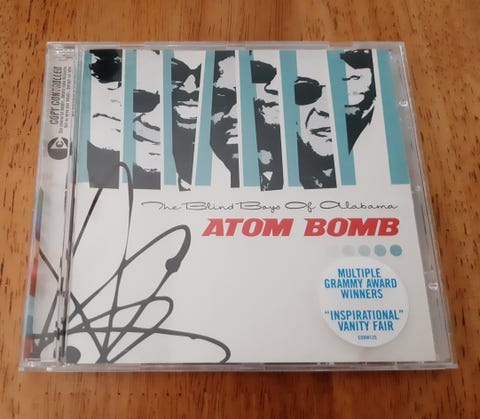 COPY CONTROLLED
The Blind Boys Of Alabama
ATOM BOMB
MULTIPLE
GRAMMY AWARD
WINNERS
"INSPIRATIONAL"
VANITY FAIR